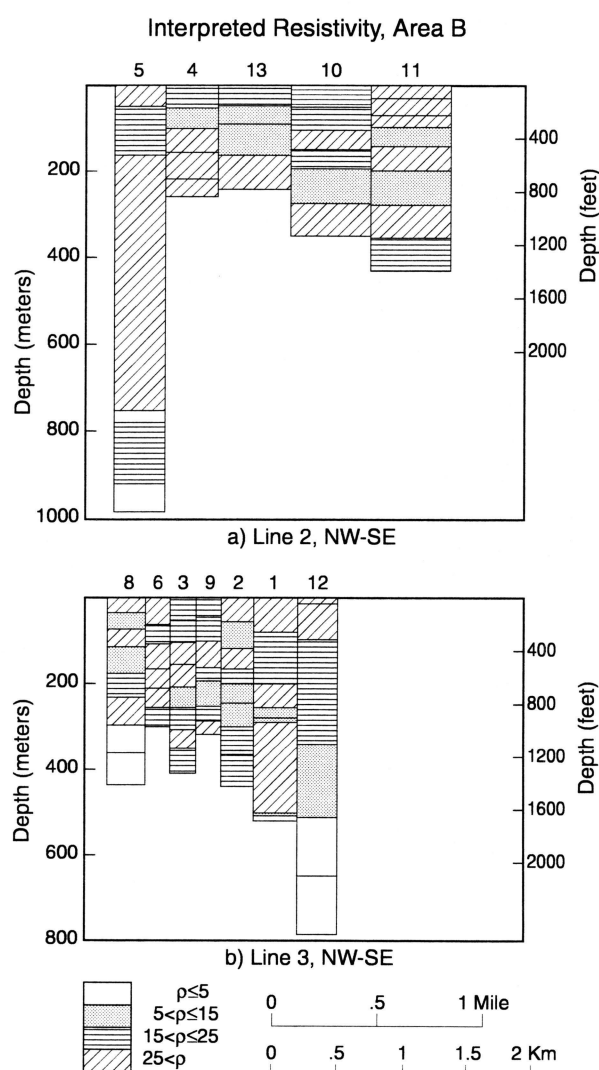 Interpreted Resistivity, Area B
5 4 13 10 11
200
400
600
800
1000
Depth (meters)
400
800
1200
1600
2000
Depth (feet)
a) Line 2, NW-SE
8 6 3 9 2 1 12
200
400
600
800
Depth (meters)
400
800
1200
1600
2000
Depth (feet)
b) Line 3, NW-SE
ρ≤5
5<ρ≤15
15<ρ≤25
25<ρ
0 .5 1 Mile
0 .5 1 1.5 2 Km